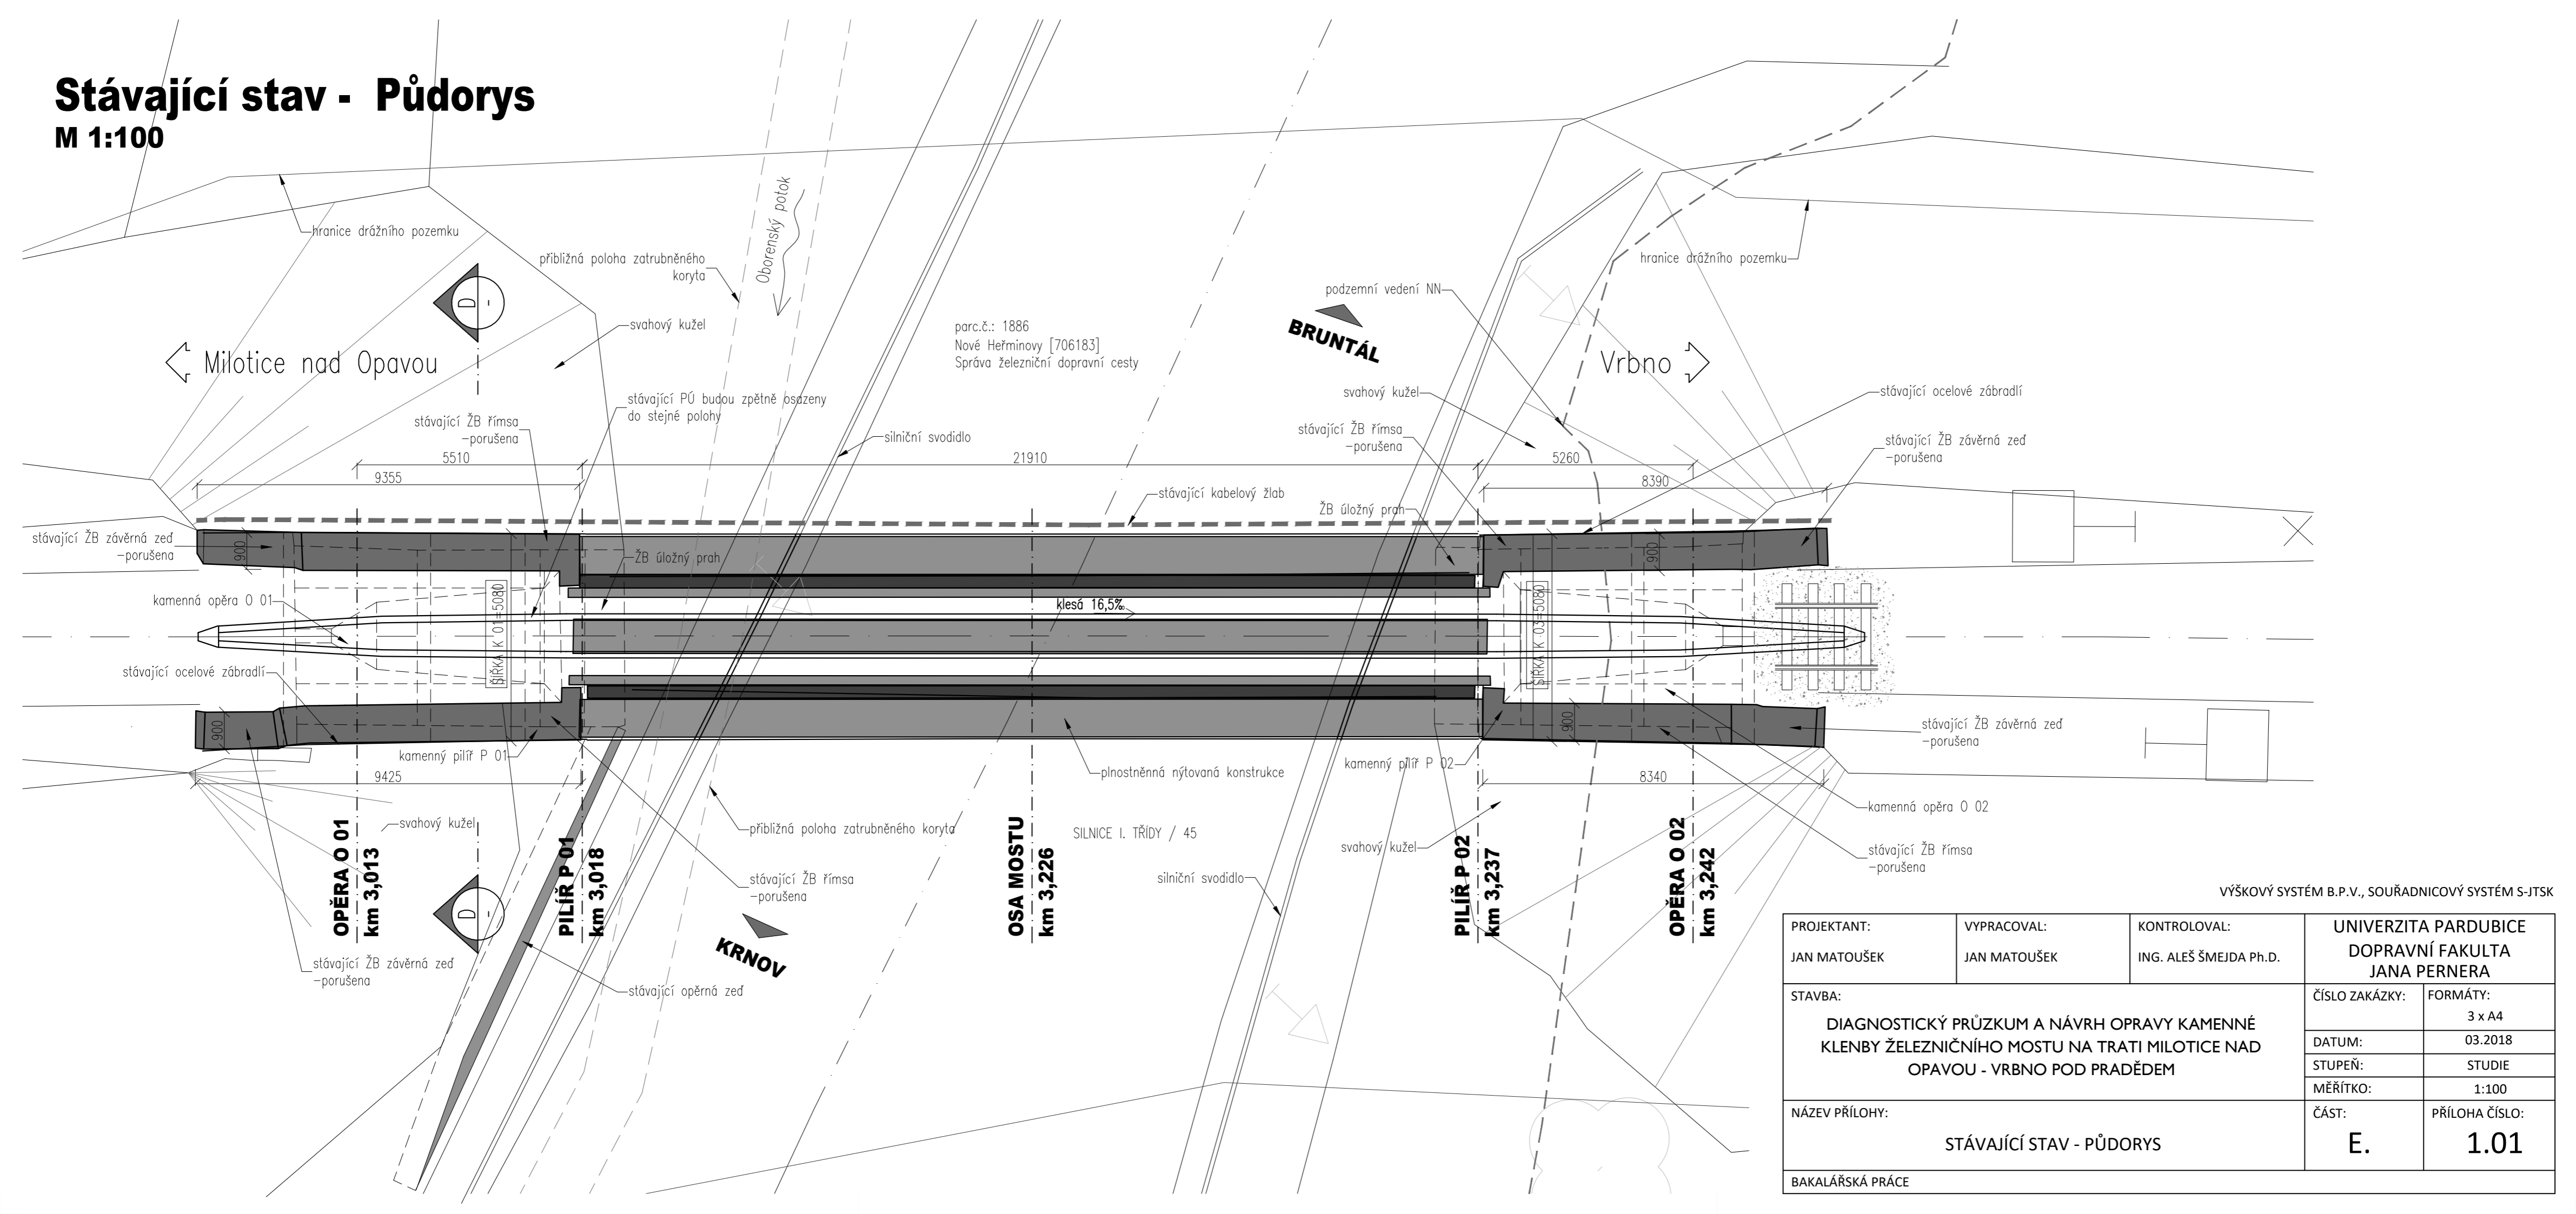 Stávající stav -  Půdorys
M 1:100
hranice drážního pozemku
přibližná poloha zatrubněného
koryta
Oborenský potok
D
-
svahový kužel
Milotice nad Opavou
stávající PÚ budou zpětně osazeny
do stejné polohy
stávající ŽB římsa
-porušena
silniční svodidlo
parc.č.: 1886
Nové Heřminovy [706183]
Správa železniční dopravní cesty
BRUNTÁL
podzemní vedení NN
hranice drážního pozemku
Vrbno
svahový kužel
stávající ocelové zábradlí
stávající ŽB římsa
-porušena
stávající ŽB závěrná zeď
-porušena
5510
21910
5260
9355
8390
stávající kabelový žlab
ŽB úložný prah
stávající ŽB závěrná zeď
-porušena
900
ŽB úložný prah
900
kamenná opěra O 01
ŠÍŘKA K 01=5080
klesá 16,5‰
ŠÍŘKA K 03=5080
stávající ocelové zábradlí
900
900
stávající ŽB závěrná zeď
-porušena
kamenný pilíř P 01
kamenný pilíř P 02
plnostněnná nýtovaná konstrukce
9425
8340
kamenná opěra O 02
svahový kužel
přibližná poloha zatrubněného koryta
SILNICE I. TŘÍDY / 45
svahový kužel
stávající ŽB římsa
-porušena
OPĚRA O 01
km 3,013
PILÍŘ P 01
km 3,018
OSA MOSTU
km 3,226
PILÍŘ P 02
km 3,237
OPĚRA O 02
km 3,242
stávající ŽB římsa
-porušena
silniční svodidlo
D
-
KRNOV
stávající ŽB závěrná zeď
-porušena
stávající opěrná zeď
VÝŠKOVÝ SYSTÉM B.P.V., SOUŘADNICOVÝ SYSTÉM S-JTSK
PROJEKTANT:
JAN MATOUŠEK
VYPRACOVAL:
JAN MATOUŠEK
KONTROLOVAL:
ING. ALEŠ ŠMEJDA Ph.D.
UNIVERZITA PARDUBICE
DOPRAVNÍ FAKULTA
JANA PERNERA
STAVBA:
DIAGNOSTICKÝ PRŮZKUM A NÁVRH OPRAVY KAMENNÉ
KLENBY ŽELEZNIČNÍHO MOSTU NA TRATI MILOTICE NAD
OPAVOU - VRBNO POD PRADĚDEM
ČÍSLO ZAKÁZKY:
FORMÁTY:
3 x A4
DATUM:
03.2018
STUPEŇ:
STUDIE
MĚŘÍTKO:
1:100
NÁZEV PŘÍLOHY:
STÁVAJÍCÍ STAV - PŮDORYS
ČÁST:
E.
PŘÍLOHA ČÍSLO:
1.01
BAKALÁŘSKÁ PRÁCE